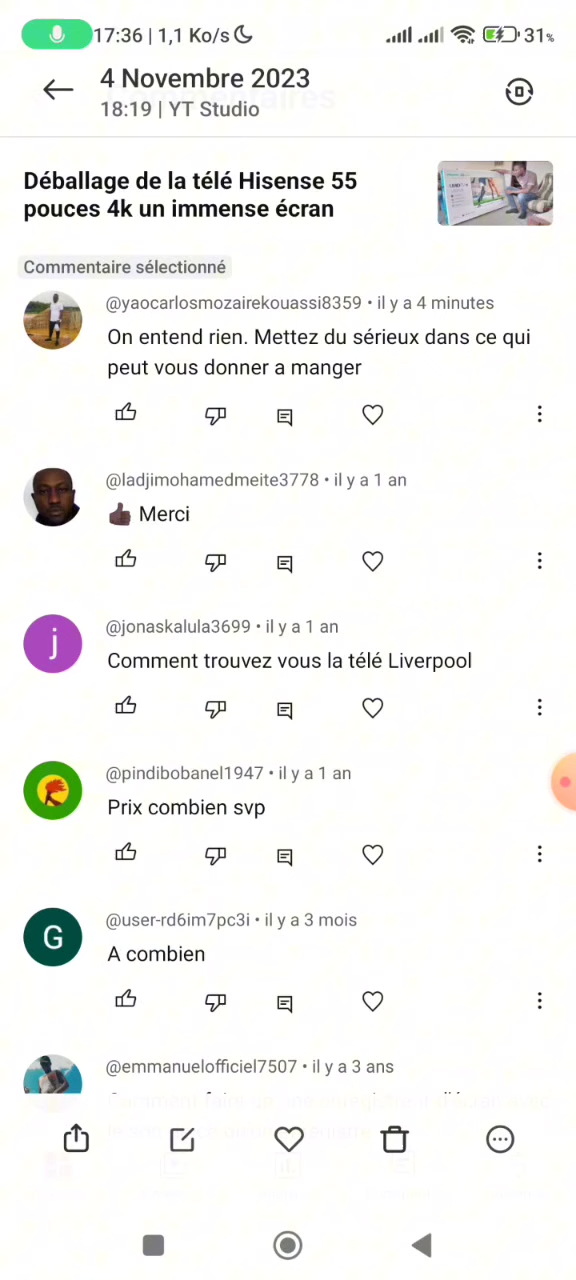 17:36 | 1,1 Ko/s
31%
4 Novembre 2023
Commentaires
18:19 | YT Studio
Déballage de la télé Hisense 55
pouces 4k un immense écran
Commentaire sélectionné
@yaocarlosmozairekouassi8359 • il y a 4 minutes
On entend rien. Mettez du sérieux dans ce qui
peut vous donner a manger
@ladjimohamedmeite3778 • il y a 1 an
👍🏿 Merci
j
@jonaskalula3699 • il y a 1 an
Comment trouvez vous la télé Liverpool
@pindibobanel1947 • il y a 1 an
Prix combien svp
G
@user-rd6im7pc3i • il y a 3 mois
A combien
@emmanuelofficiel7507 • il y a 3 ans
Comment faire